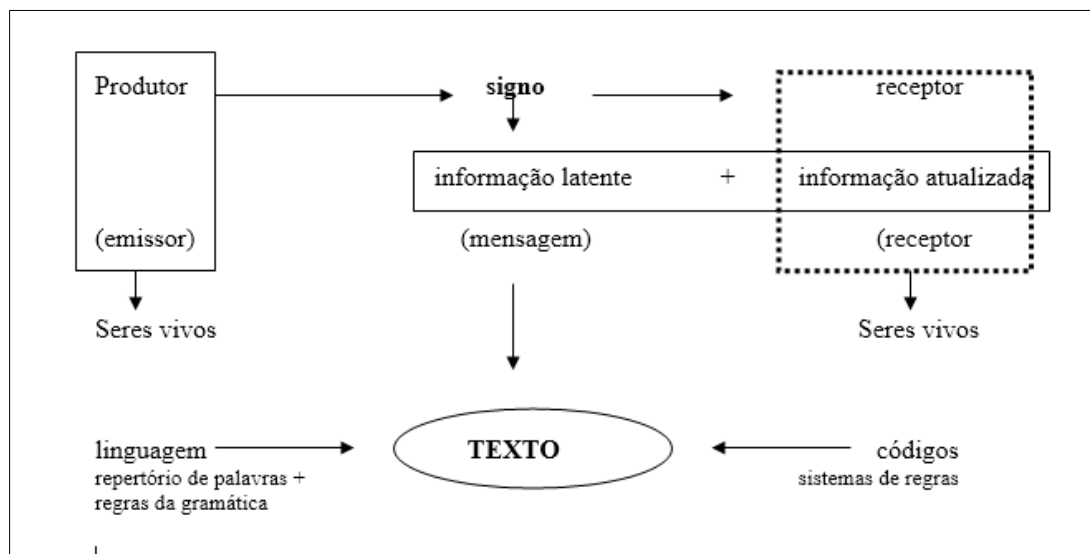 Produtor signo receptor
informação latente + informação atualizada
(emissor) (mensagem) (receptor
Seres vivos Seres vivos
linguagem TEXTO códigos
repertório de palavras + sistemas de regras
regras da gramática